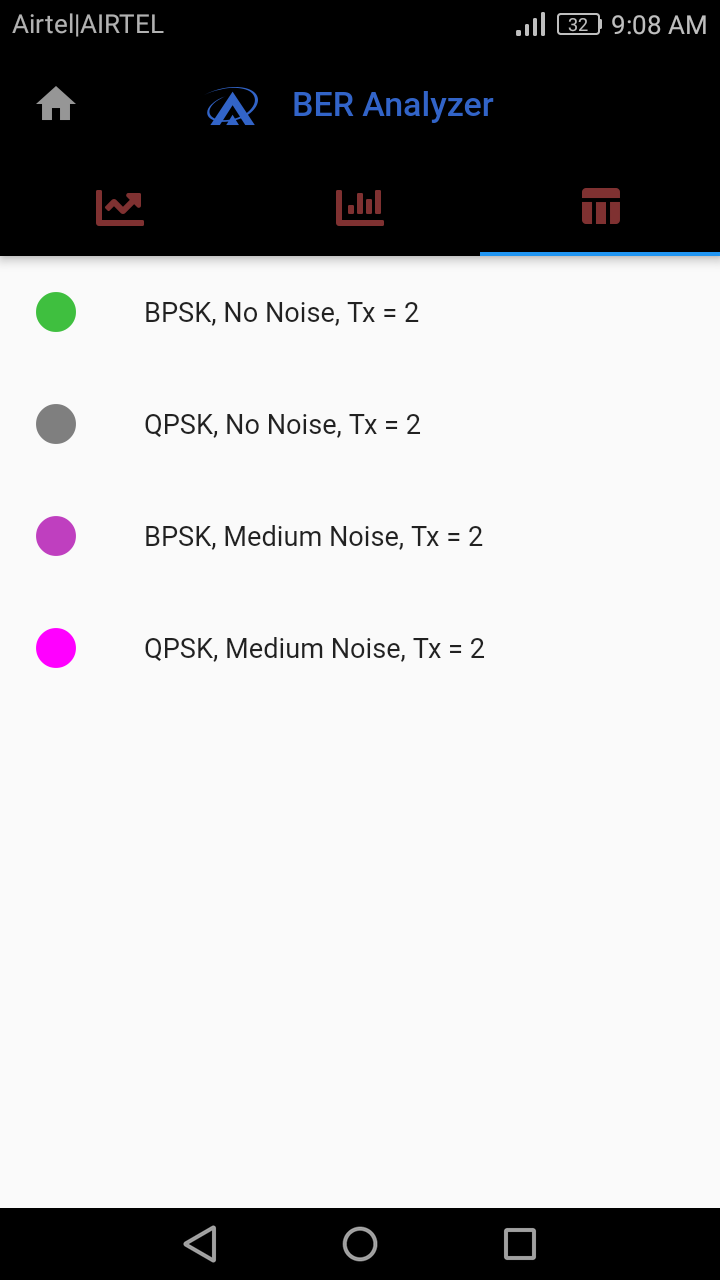 Airtel|AIRTEL 32 9:08 AM
BER Analyzer
BPSK, No Noise, Tx = 2
QPSK, No Noise, Tx = 2
BPSK, Medium Noise, Tx = 2
QPSK, Medium Noise, Tx = 2